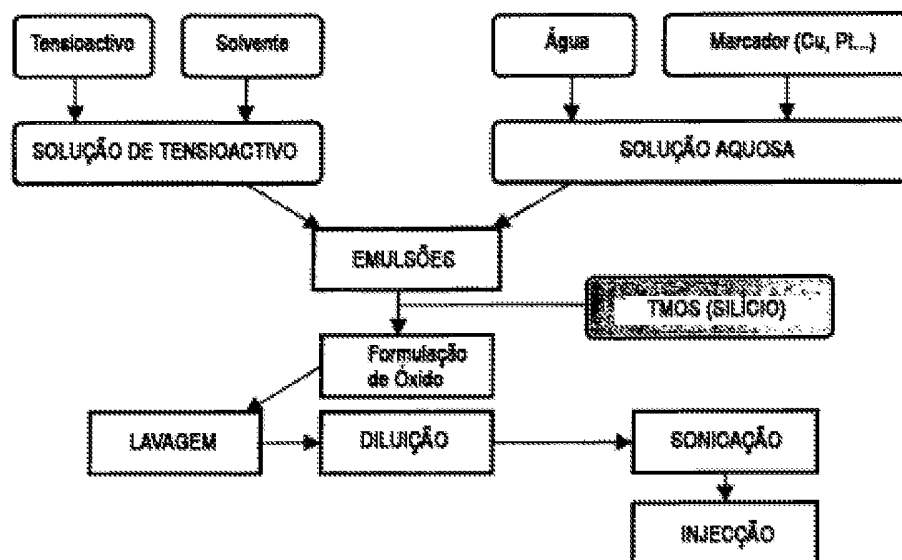 Tensioactivo
Solvente
Água
Marcador (Cu, Pt...)
SOLUÇÃO DE TENSIOACTIVO
SOLUÇÃO AQUOSA
EMULSÕES
TMOS (SILÍCIO)
Formulação
de Óxido
LAVAGEM
DILUIÇÃO
SONICAÇÃO
INJECÇÃO